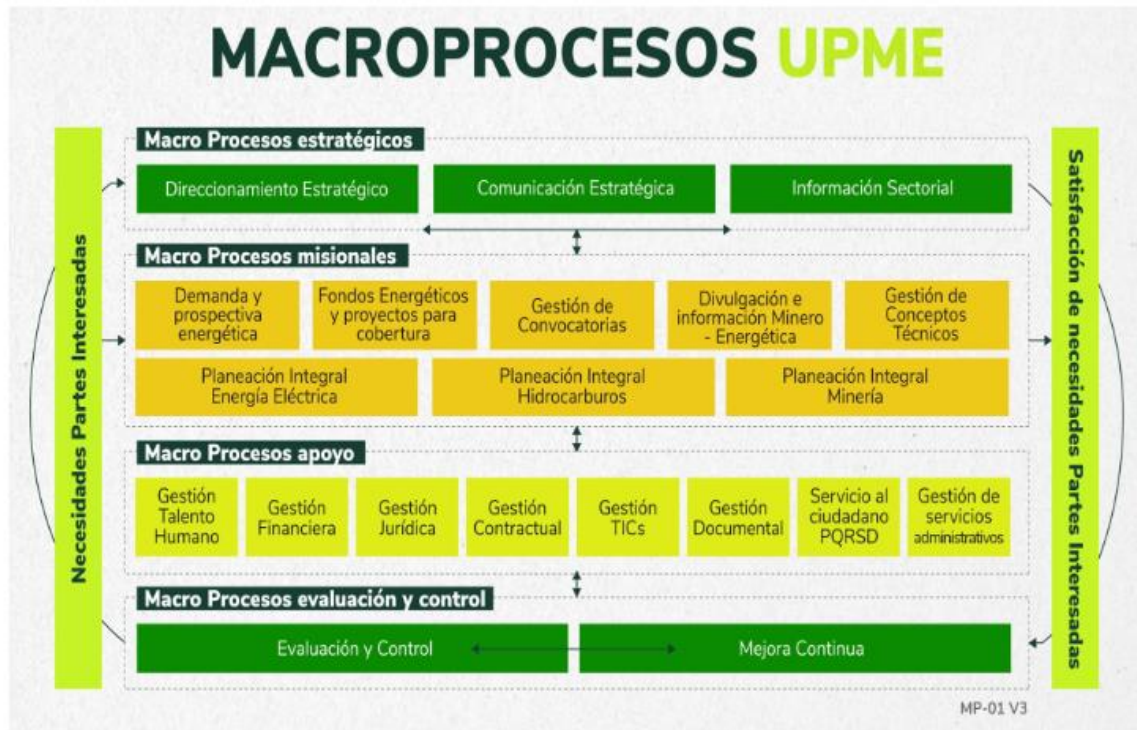 MACROPROCESOS UPME
Necesidades Partes Interesadas
Macro Procesos estratégicos
Direccionamiento Estratégico
Comunicación Estratégica
Información Sectorial
Macro Procesos misionales
Demanda y
prospectiva
energética
Fondos Energéticos
y proyectos para
cobertura
Gestión de
Convocatorias
Divulgación e
información Minero
- Energética
Gestión de
Conceptos
Técnicos
Planeación Integral
Energía Eléctrica
Planeación Integral
Hidrocarburos
Planeación Integral
Minería
Macro Procesos apoyo
Gestión
Talento
Humano
Gestión
Financiera
Gestión
Jurídica
Gestión
Contractual
Gestión
TICs
Gestión
Documental
Servicio al
ciudadano
PQRSD
Gestión de
servicios
administrativos
Macro Procesos evaluación y control
Evaluación y Control
Mejora Continua
Satisfacción de necesidades Partes Interesadas
MP-01 V3